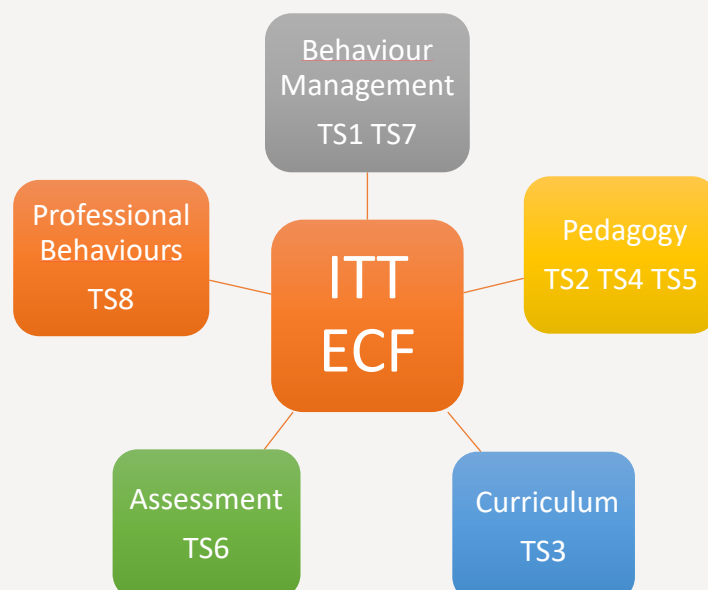 Behaviour
Management
TS1 TS7
Professional
Behaviours
TS8
ITT
ECF
Pedagogy
TS2 TS4 TS5
Assessment
TS6
Curriculum
TS3